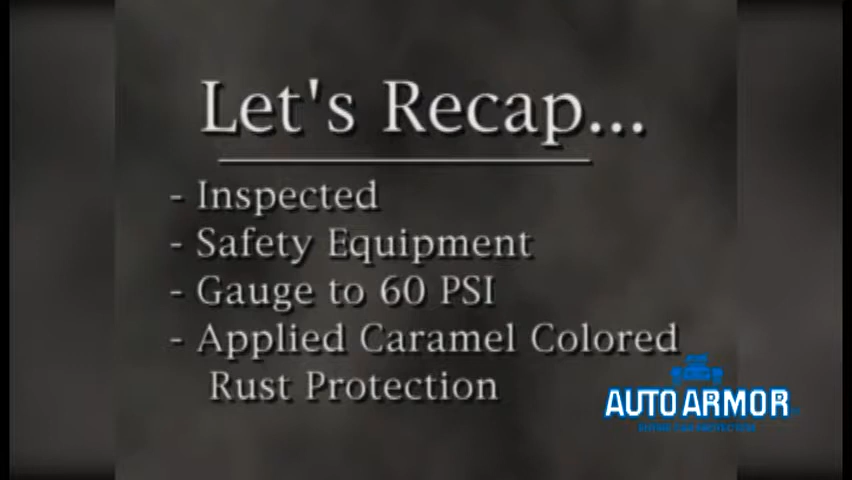 Let's Recap...
- Inspected
- Safety Equipment
- Gauge to 60 PSI
- Applied Caramel Colored
Rust Protection
AUTO ARMOR